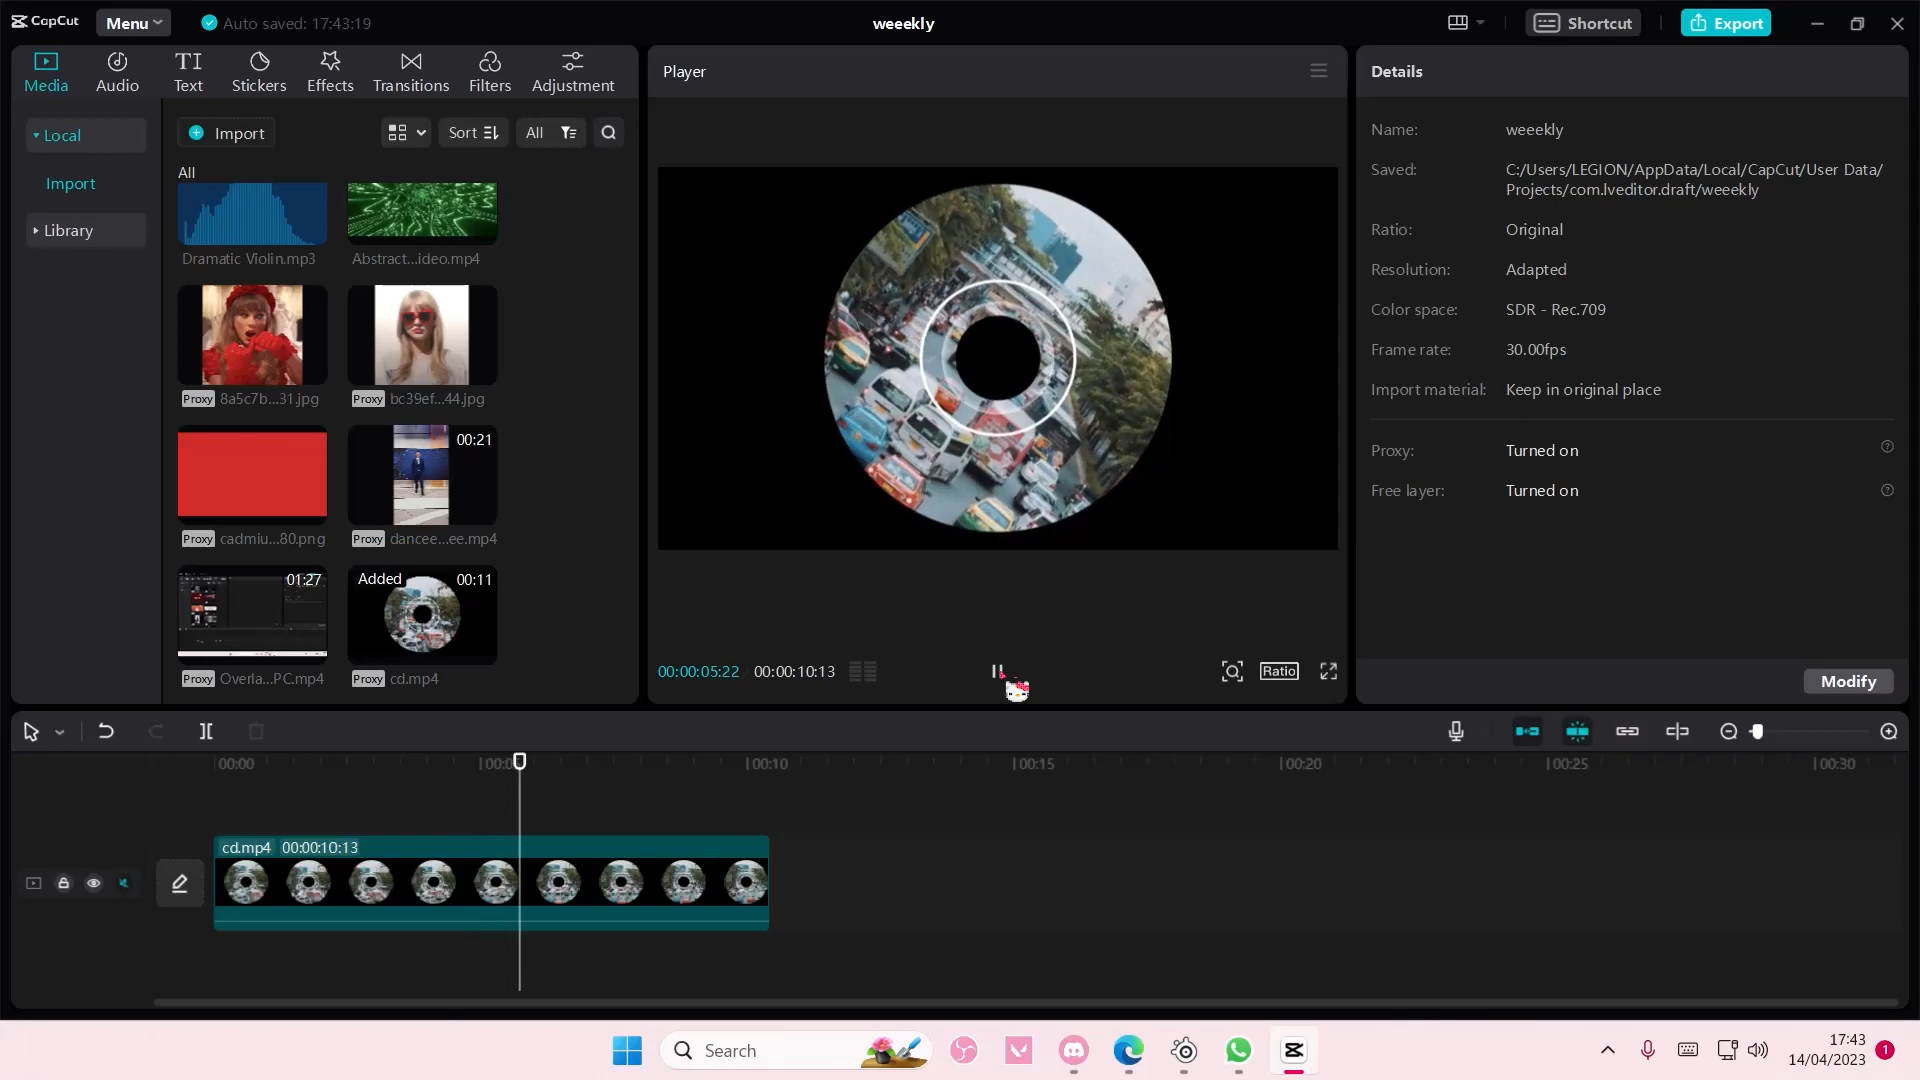 CapCut
Menu
Auto saved: 17:43:19
weeekly
Shortcut
Export
Media
Audio
Text
Stickers
Effects
Transitions
Filters
Adjustment
Local
Import
Library
Import
Sort
All
All
Dramatic Violin.mp3
Abstract...ideo.mp4
Proxy 8a5c7b...31.jpg
Proxy bc39ef...44.jpg
00:21
Proxy cadmiu...80.png
Proxy dancee...ee.mp4
01:27
Added 00:11
Proxy Overla...PC.mp4
Proxy cd.mp4
Player
00:00:05:22 00:00:10:13
Ratio
Details
Name: weeekly
Saved: C:/Users/LEGION/AppData/Local/CapCut/User Data/
Projects/com.lveditor.draft/weeekly
Ratio: Original
Resolution: Adapted
Color space: SDR - Rec.709
Frame rate: 30.00fps
Import material: Keep in original place
Proxy: Turned on
Free layer: Turned on
Modify
00:00
00:10
00:15
00:20
00:25
00:30
cd.mp4 00:00:10:13
Search
17:43
14/04/2023
1